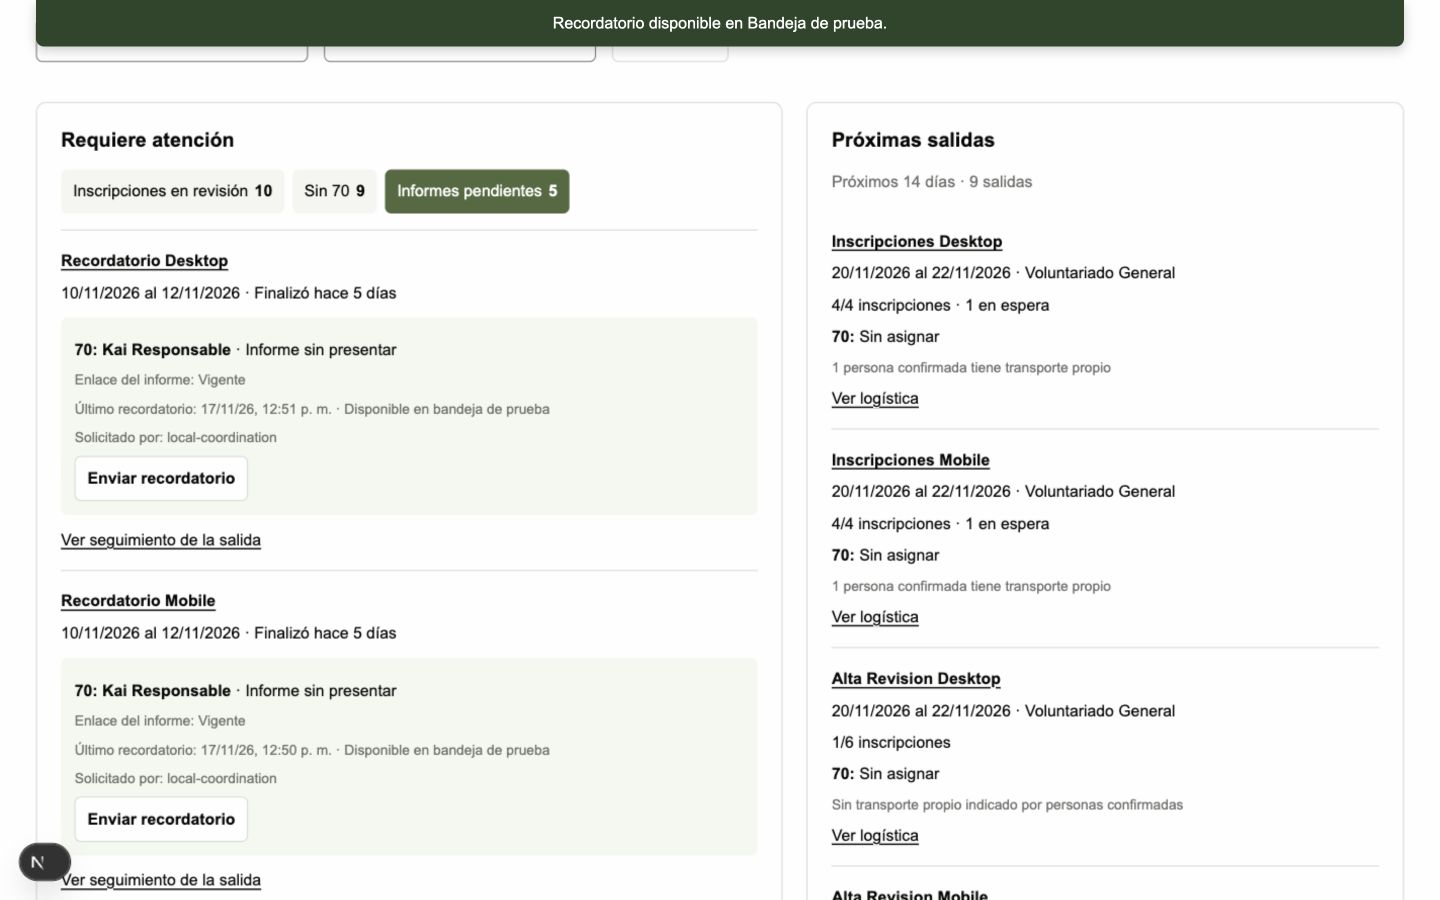 Recordatorio disponible en Bandeja de prueba.
Requiere atención
Inscripciones en revisión 10
Sin 70 9
Informes pendientes 5
Recordatorio Desktop
10/11/2026 al 12/11/2026 · Finalizó hace 5 días
70: Kai Responsable · Informe sin presentar
Enlace del informe: Vigente
Último recordatorio: 17/11/26, 12:51 p. m. · Disponible en bandeja de prueba
Solicitado por: local-coordination
Enviar recordatorio
Ver seguimiento de la salida
Recordatorio Mobile
10/11/2026 al 12/11/2026 · Finalizó hace 5 días
70: Kai Responsable · Informe sin presentar
Enlace del informe: Vigente
Último recordatorio: 17/11/26, 12:50 p. m. · Disponible en bandeja de prueba
Solicitado por: local-coordination
Enviar recordatorio
N
Ver seguimiento de la salida
Próximas salidas
Próximos 14 días · 9 salidas
Inscripciones Desktop
20/11/2026 al 22/11/2026 · Voluntariado General
4/4 inscripciones · 1 en espera
70: Sin asignar
1 persona confirmada tiene transporte propio
Ver logística
Inscripciones Mobile
20/11/2026 al 22/11/2026 · Voluntariado General
4/4 inscripciones · 1 en espera
70: Sin asignar
1 persona confirmada tiene transporte propio
Ver logística
Alta Revision Desktop
20/11/2026 al 22/11/2026 · Voluntariado General
1/6 inscripciones
70: Sin asignar
Sin transporte propio indicado por personas confirmadas
Ver logística
Alta Revision Mobile